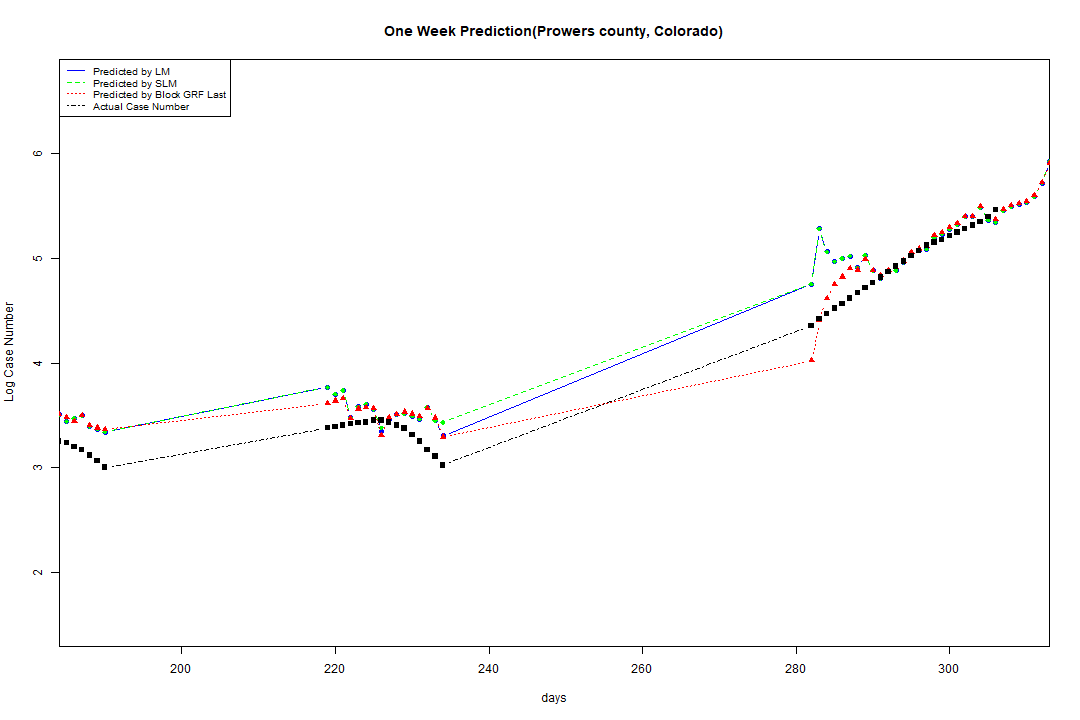 One Week Prediction(Prowers county, Colorado)
Predicted by LM
Predicted by SLM
Predicted by Block GRF Last
Actual Case Number
Log Case Number
6
5
4
3
2
200 220 240 260 280 300
days